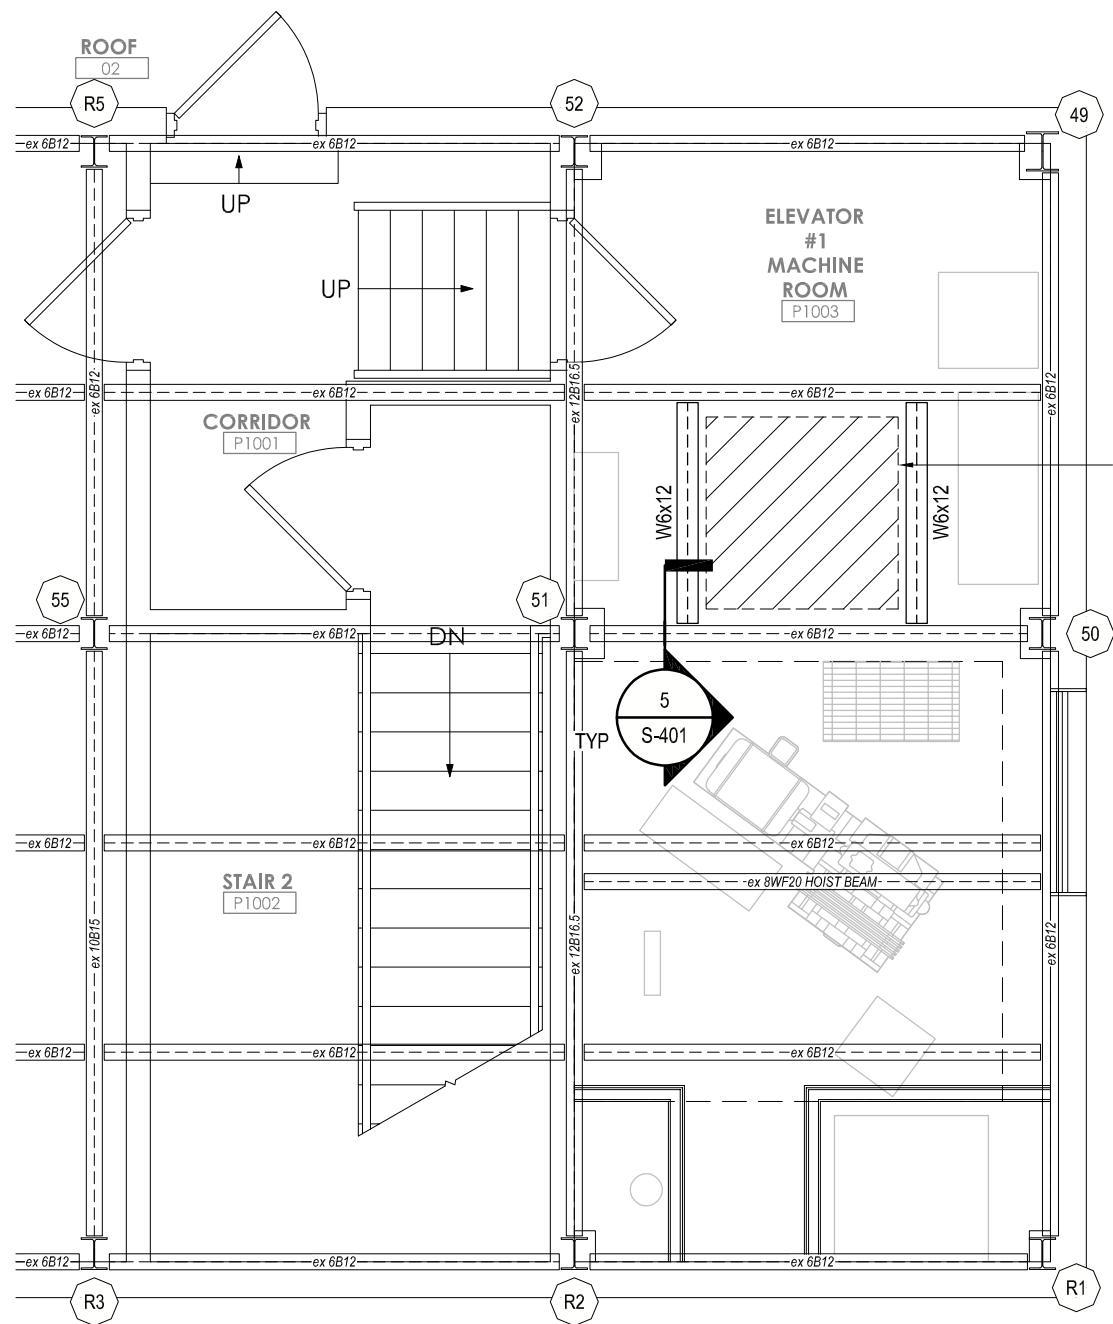 ROOF
02
R5
52
49
ex 6B12
ex 6B12
ex 6B12
UP
ELEVATOR
#1
MACHINE
ROOM
P1003
UP
ex 6B12
ex 6B12
ex 6B12
ex 6B12
ex 12B16.5
ex 6B12
CORRIDOR
P1001
W6x12
W6x12
55
51
50
ex 6B12
ex 6B12
ex 6B12
DN
5
S-401
TYP
ex 6B12
ex 6B12
ex 6B12
ex 8WF20 HOIST BEAM
STAIR 2
P1002
ex 10B15
ex 12B16.5
ex 6B12
ex 6B12
ex 6B12
ex 6B12
ex 6B12
ex 6B12
ex 6B12
R3
R2
R1